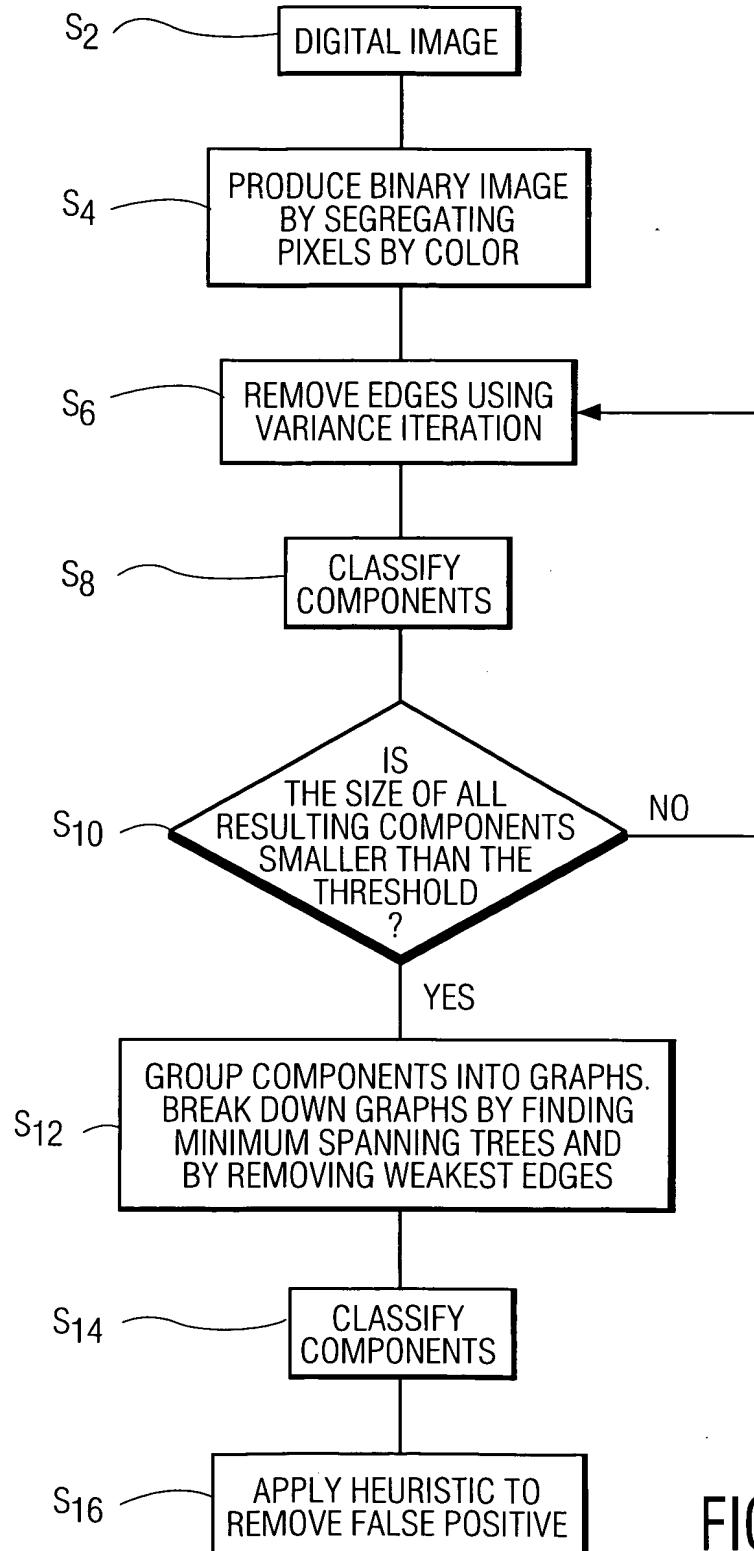 S2
DIGITAL IMAGE
S4
PRODUCE BINARY IMAGE
BY SEGREGATING
PIXELS BY COLOR
S6
REMOVE EDGES USING
VARIANCE ITERATION
S8
CLASSIFY
COMPONENTS
S10
IS
THE SIZE OF ALL
RESULTING COMPONENTS
SMALLER THAN THE
THRESHOLD
?
NO
YES
S12
GROUP COMPONENTS INTO GRAPHS.
BREAK DOWN GRAPHS BY FINDING
MINIMUM SPANNING TREES AND
BY REMOVING WEAKEST EDGES
S14
CLASSIFY
COMPONENTS
S16
APPLY HEURISTIC TO
REMOVE FALSE POSITIVE